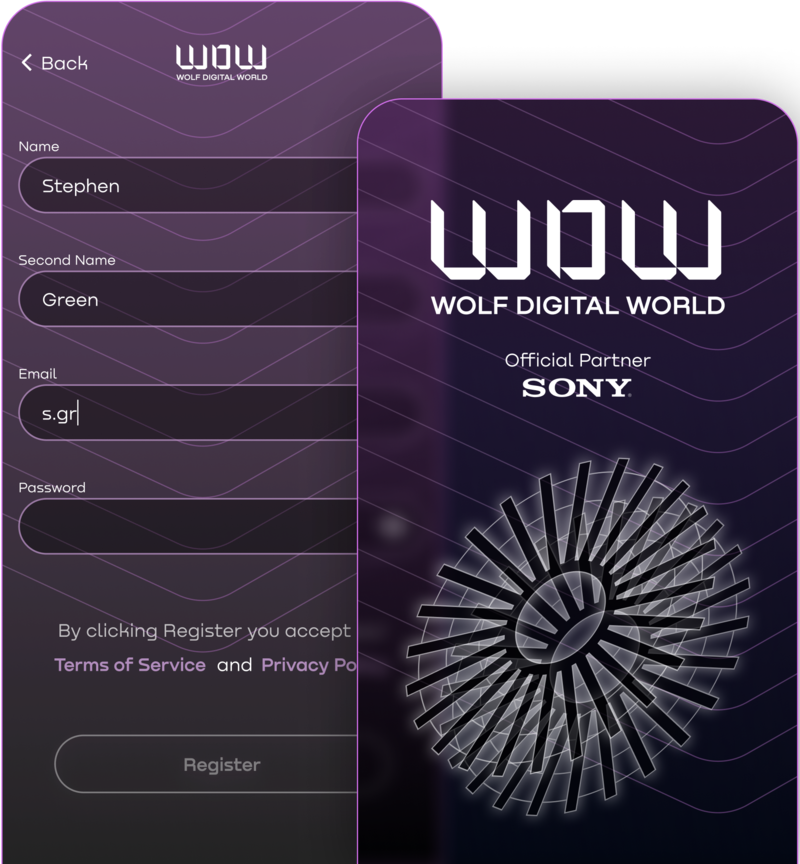 Back
WOW
WOLF DIGITAL WORLD
Name
Stephen
Second Name
Green
Email
s.gr
Password
By clicking Register you accept
Terms of Service and Privacy Po
Register
WOW
WOLF DIGITAL WORLD
Official Partner
SONY